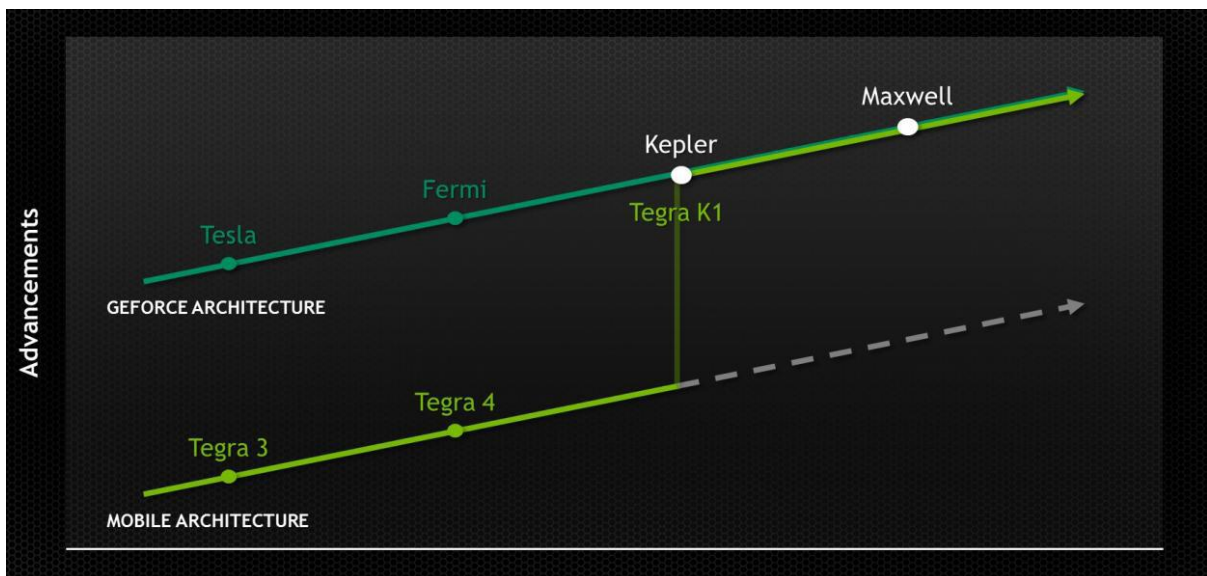 Maxwell
Kepler
Fermi
Tegra K1
Tesla
GEFORCE ARCHITECTURE
Advancements
Tegra 4
Tegra 3
MOBILE ARCHITECTURE